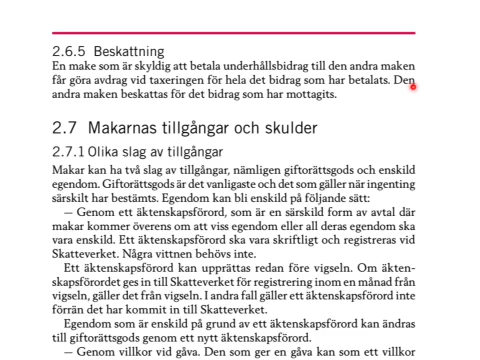 2.6.5 Beskattning
En make som är skyldig att betala underhållsbidrag till den andra maken
får göra avdrag vid taxeringen för hela det bidrag som har betalats. Den
andra maken beskattas för det bidrag som har mottagits.
2.7 Makarnas tillgångar och skulder
2.7.1 Olika slag av tillgångar
Makar kan ha två slag av tillgångar, nämligen giftorättsgods och enskild
egendom. Giftorättsgods är det vanligaste och det som gäller när ingenting
särskilt har bestämts. Egendom kan bli enskild på följande sätt:
– Genom ett äktenskapsförord, som är en särskild form av avtal där
makar kommer överens om att viss egendom eller all deras egendom ska
vara enskild. Ett äktenskapsförord ska vara skriftligt och registreras vid
Skatteverket. Några vittnen behövs inte.
Ett äktenskapsförord kan upprättas redan före vigseln. Om äkten-
skapsförordet ges in till Skatteverket för registrering inom en månad från
vigseln, gäller det från vigseln. I andra fall gäller ett äktenskapsförord inte
förrän det har kommit in till Skatteverket.
Egendom som är enskild på grund av ett äktenskapsförord kan ändras
till giftorättsgods genom ett nytt äktenskapsförord.
– Genom villkor vid gåva. Den som ger en gåva kan som ett villkor